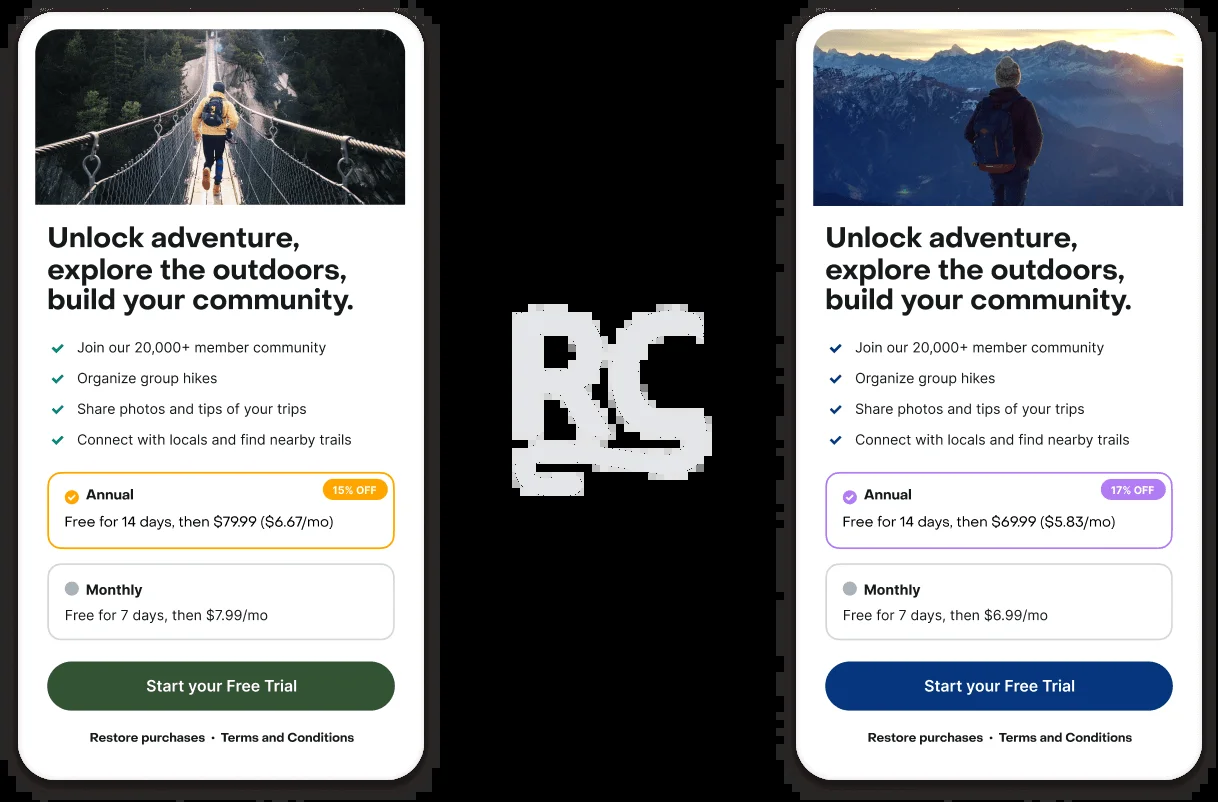 Unlock adventure,
explore the outdoors,
build your community.
Join our 20,000+ member community
Organize group hikes
Share photos and tips of your trips
Connect with locals and find nearby trails
Annual
15% OFF
Free for 14 days, then $79.99 ($6.67/mo)
Monthly
Free for 7 days, then $7.99/mo
Start your Free Trial
Restore purchases • Terms and Conditions
RC
Unlock adventure,
explore the outdoors,
build your community.
Join our 20,000+ member community
Organize group hikes
Share photos and tips of your trips
Connect with locals and find nearby trails
Annual
17% OFF
Free for 14 days, then $69.99 ($5.83/mo)
Monthly
Free for 7 days, then $6.99/mo
Start your Free Trial
Restore purchases • Terms and Conditions